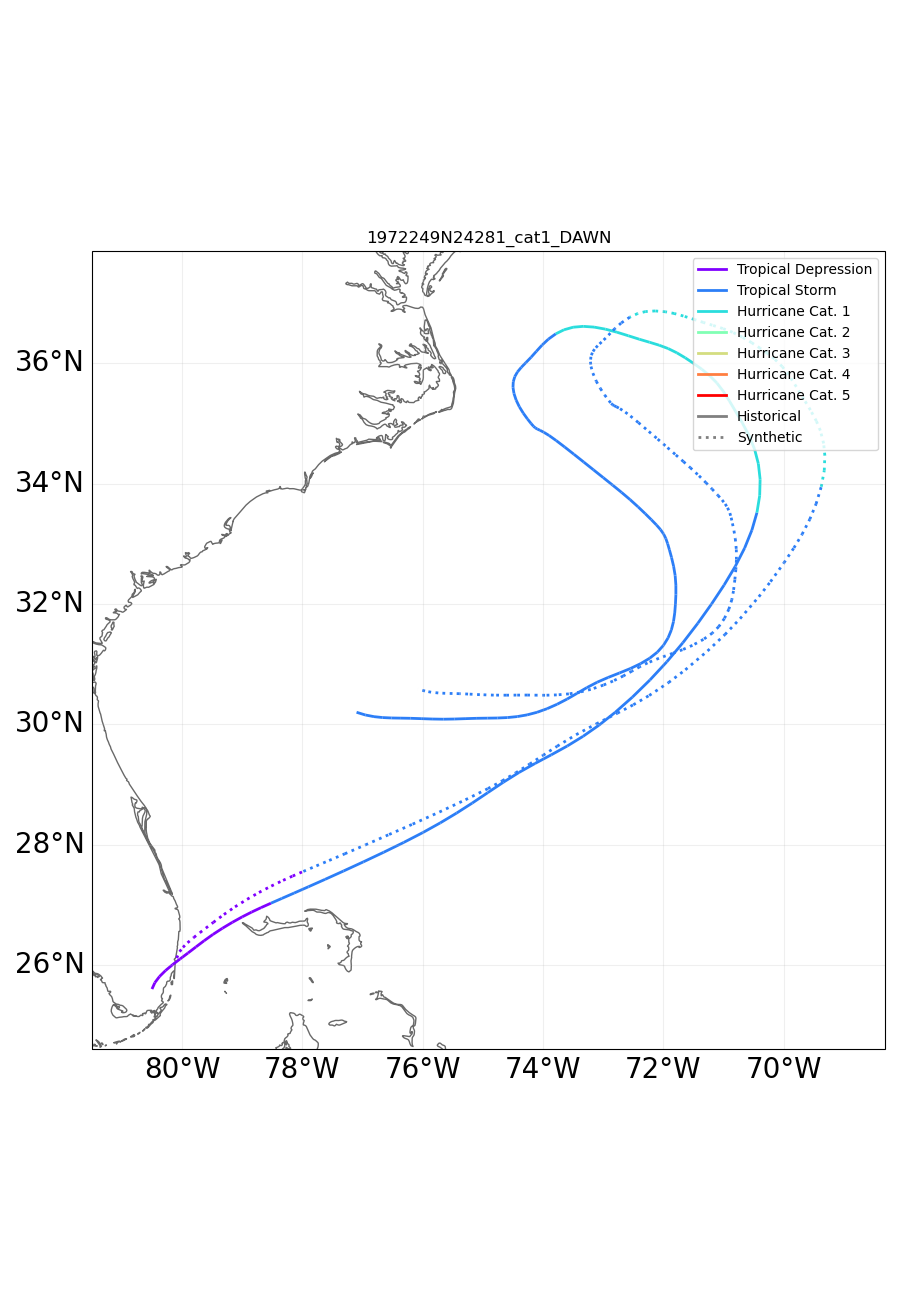 1972249N24281_cat1_DAWN
Tropical Depression
Tropical Storm
Hurricane Cat. 1
Hurricane Cat. 2
Hurricane Cat. 3
Hurricane Cat. 4
Hurricane Cat. 5
Historical
Synthetic
36°N
34°N
32°N
30°N
28°N
26°N
80°W 78°W 76°W 74°W 72°W 70°W